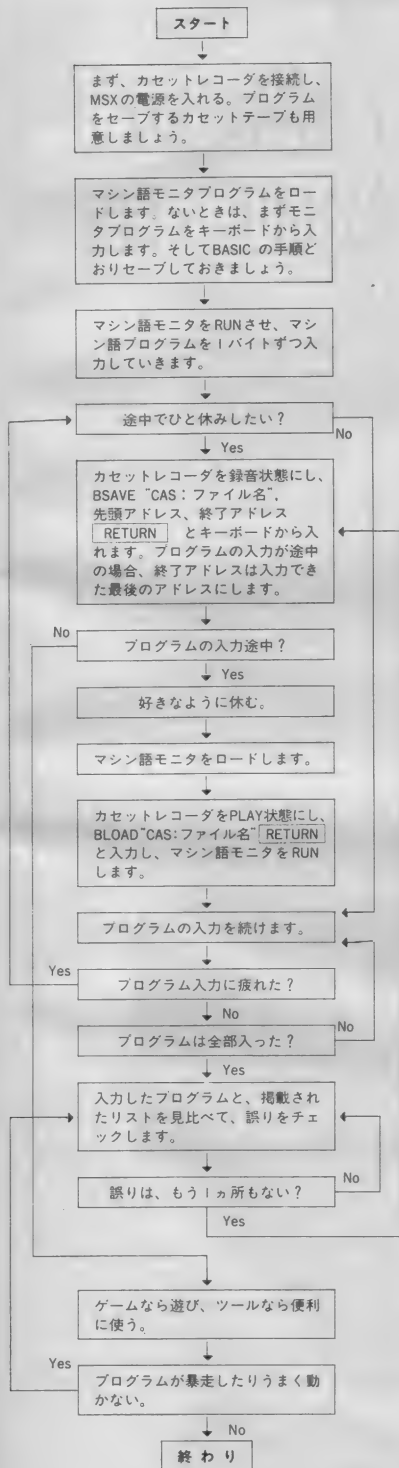 スタート
まず、カセットレコーダを接続し、
MSXの電源を入れる。プログラム
をセーブするカセットテープも用
意しましょう。
マシン語モニタプログラムをロー
ドします。ないときは、まずモニ
タプログラムをキーボードから入
力します。そしてBASIC の手順ど
おりセーブしておきましょう。
マシン語モニタをRUNさせ、マシ
ン語プログラムを1バイトずつ入
力していきます。
途中でひと休みしたい?
No
Yes
カセットレコーダを録音状態にし、
BSAVE "CAS:ファイル名",
先頭アドレス、終了アドレス
RETURN とキーボードから入
れます。プログラムの入力が途中
の場合、終了アドレスは入力でき
た最後のアドレスにします。
No
プログラムの入力途中?
Yes
好きなように休む。
マシン語モニタをロードします。
カセットレコーダをPLAY状態にし、
BLOAD"CAS:ファイル名" RETURN
と入力し、マシン語モニタをRUN
します。
プログラムの入力を続けます。
Yes
プログラム入力に疲れた?
No
プログラムは全部入った?
No
Yes
入力したプログラムと、掲載され
たリストを見比べて、誤りをチェ
ックします。
No
誤りは、もう1ヵ所もない?
Yes
ゲームなら遊び、ツールなら便利
に使う。
Yes
プログラムが暴走したりうまく動
かない。
No
終わり